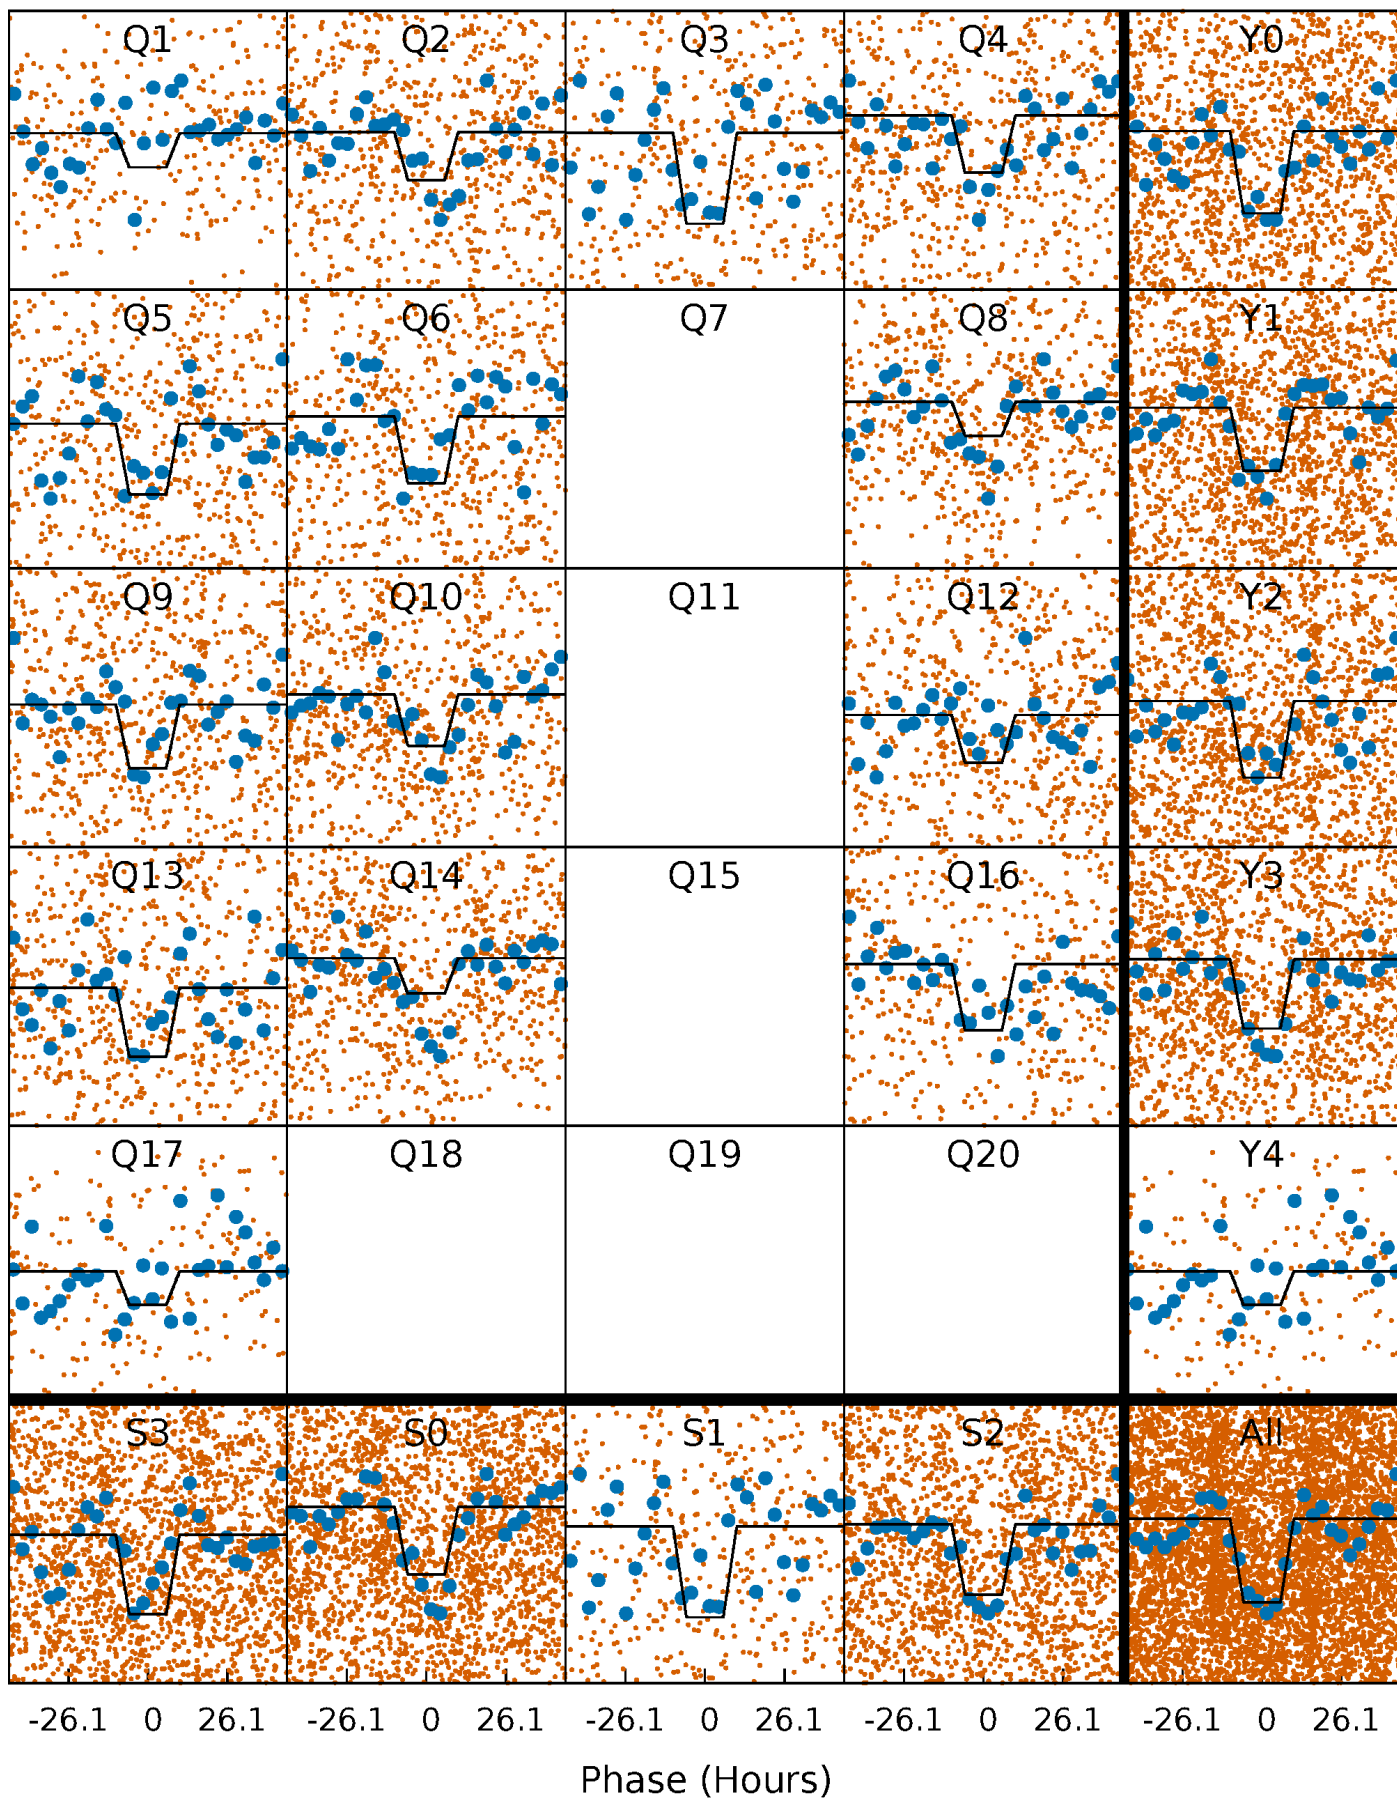 Q1 Q2 Q3 Q4 Y0
Q5 Q6 Q7 Q8 Y1
Q9 Q10 Q11 Q12 Y2
Q13 Q14 Q15 Q16 Y3
Q17 Q18 Q19 Q20 Y4
S3 S0 S1 S2 All
-26.1 0 26.1 -26.1 0 26.1 -26.1 0 26.1 -26.1 0 26.1 -26.1 0 26.1
Phase (Hours)